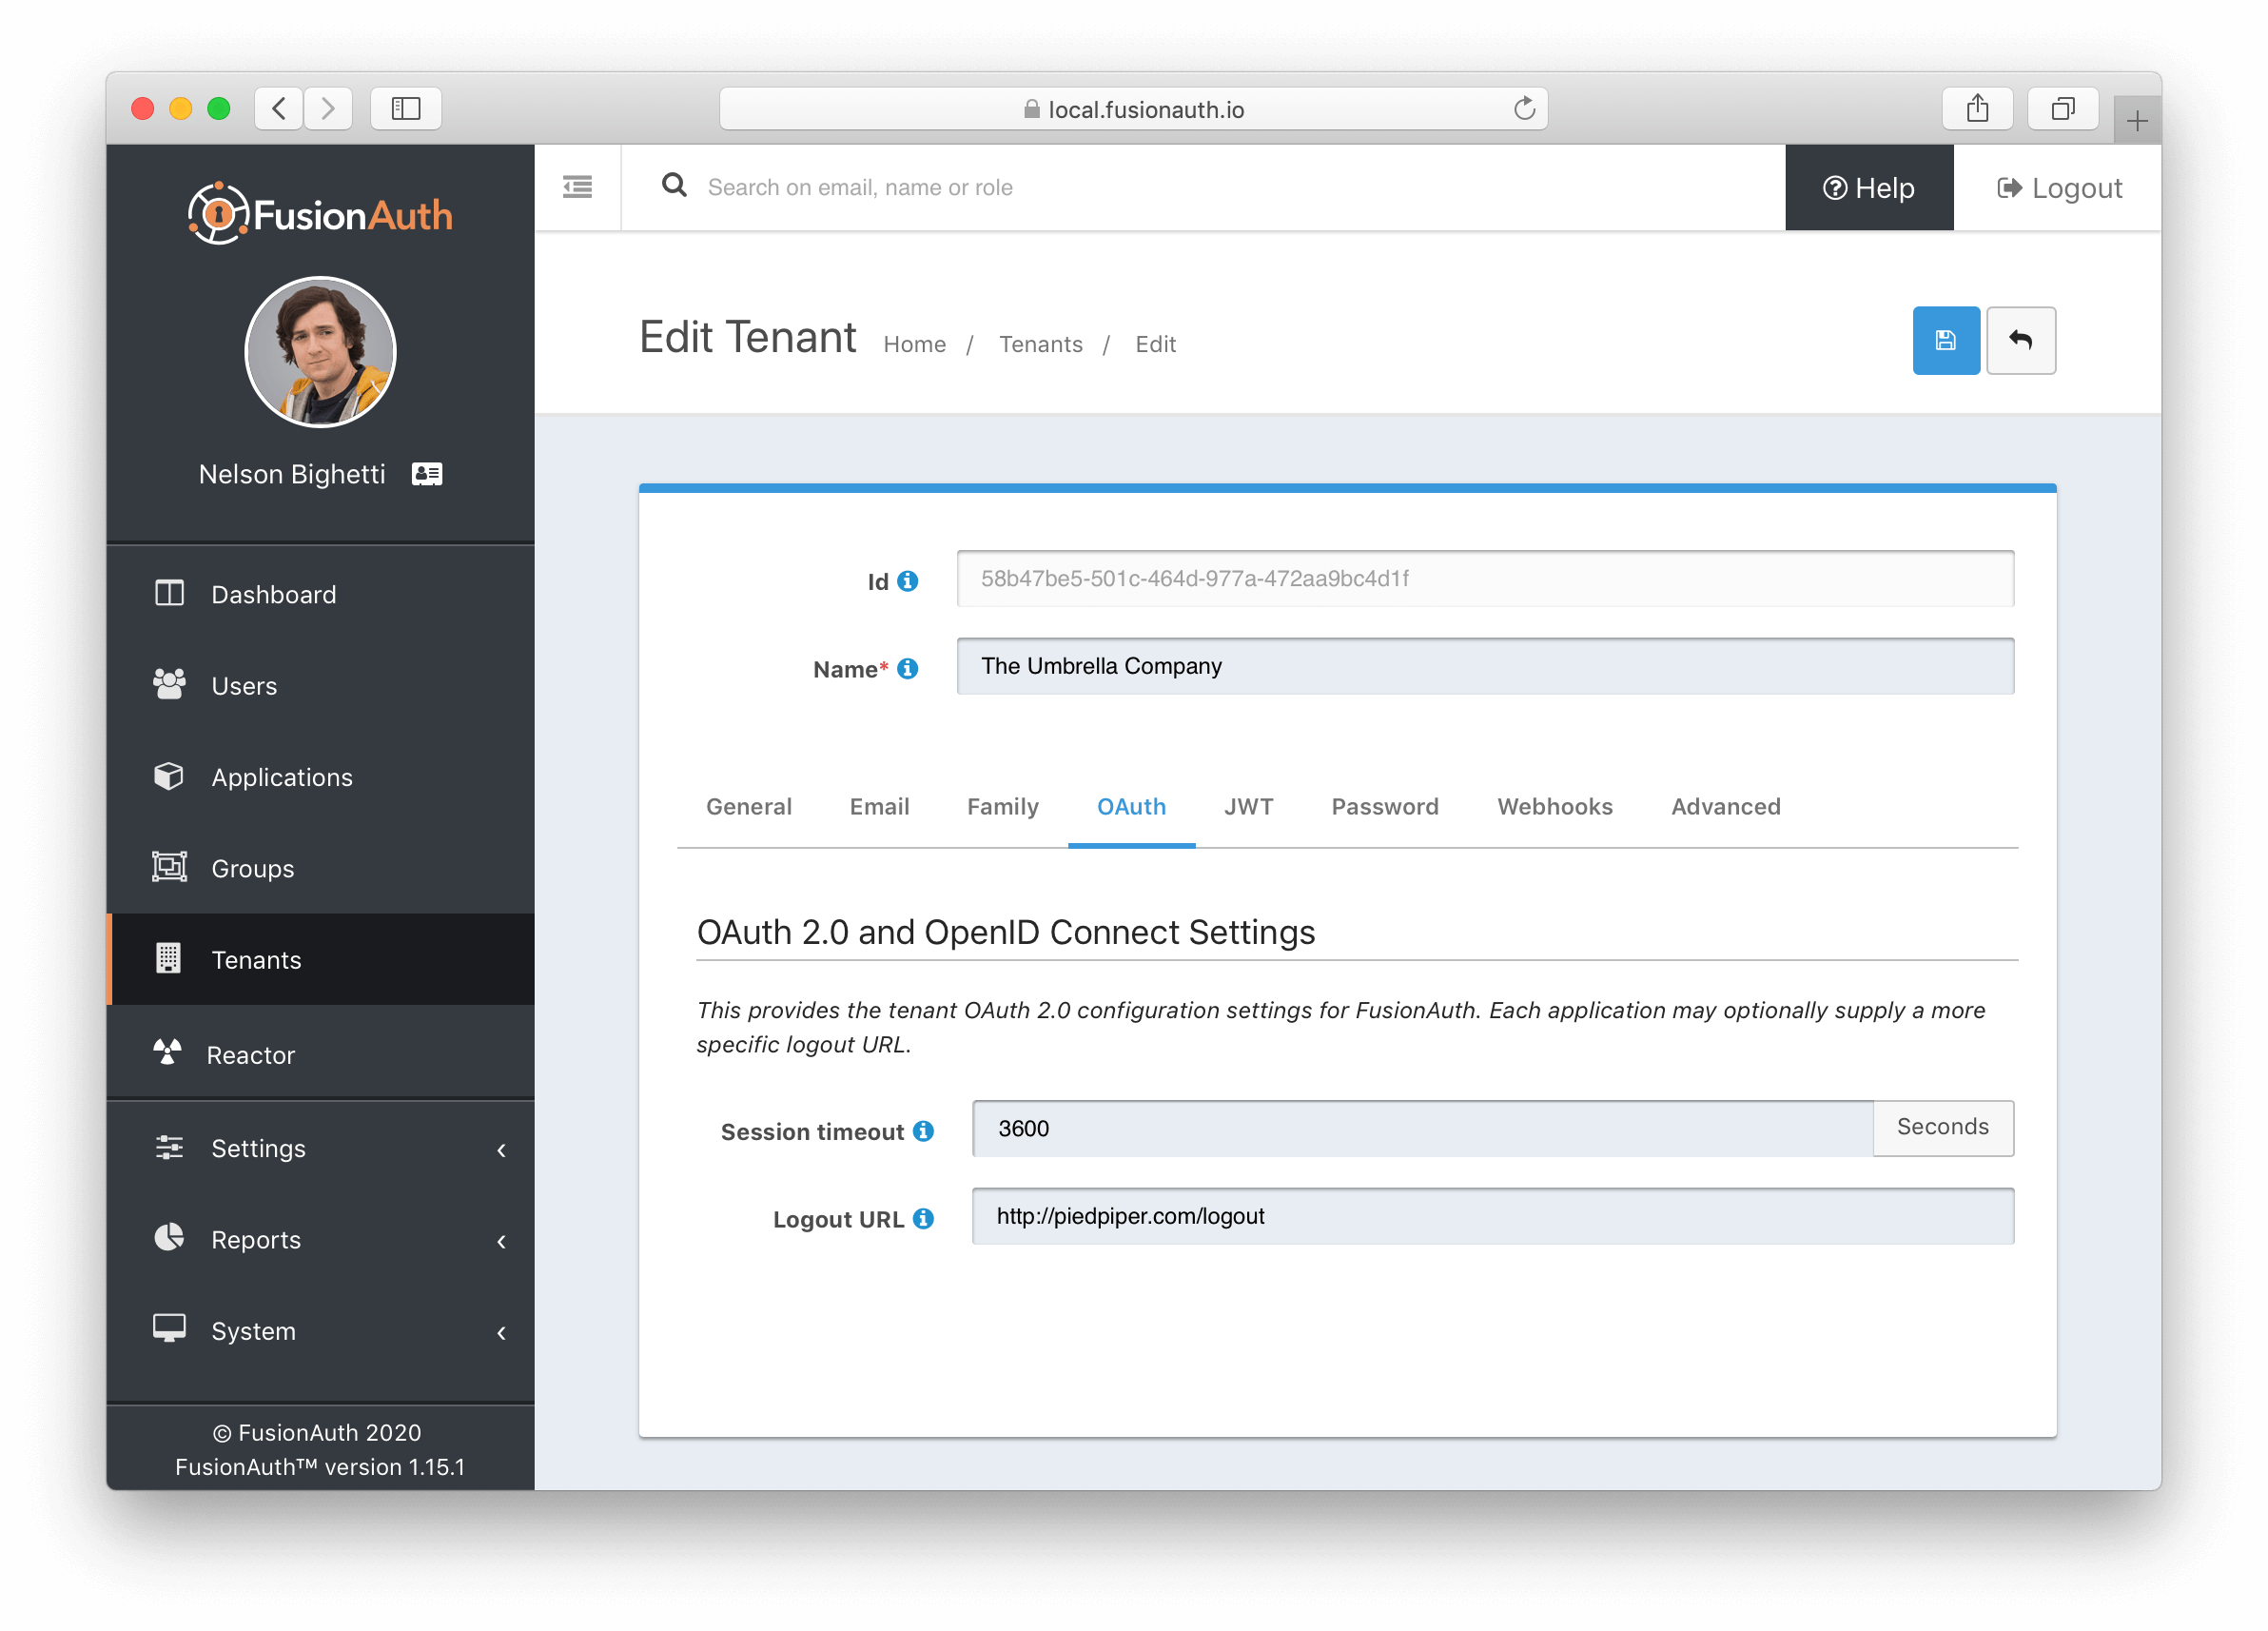 local.fusionauth.io
FusionAuth
Search on email, name or role
Help
Logout
Nelson Bighetti
Dashboard
Users
Applications
Groups
Tenants
Reactor
Settings
Reports
System
© FusionAuth 2020
FusionAuth™ version 1.15.1
Edit Tenant Home / Tenants / Edit
Id 58b47be5-501c-464d-977a-472aa9bc4d1f
Name* The Umbrella Company
General Email Family OAuth JWT Password Webhooks Advanced
OAuth 2.0 and OpenID Connect Settings
This provides the tenant OAuth 2.0 configuration settings for FusionAuth. Each application may optionally supply a more
specific logout URL.
Session timeout 3600 Seconds
Logout URL http://piedpiper.com/logout